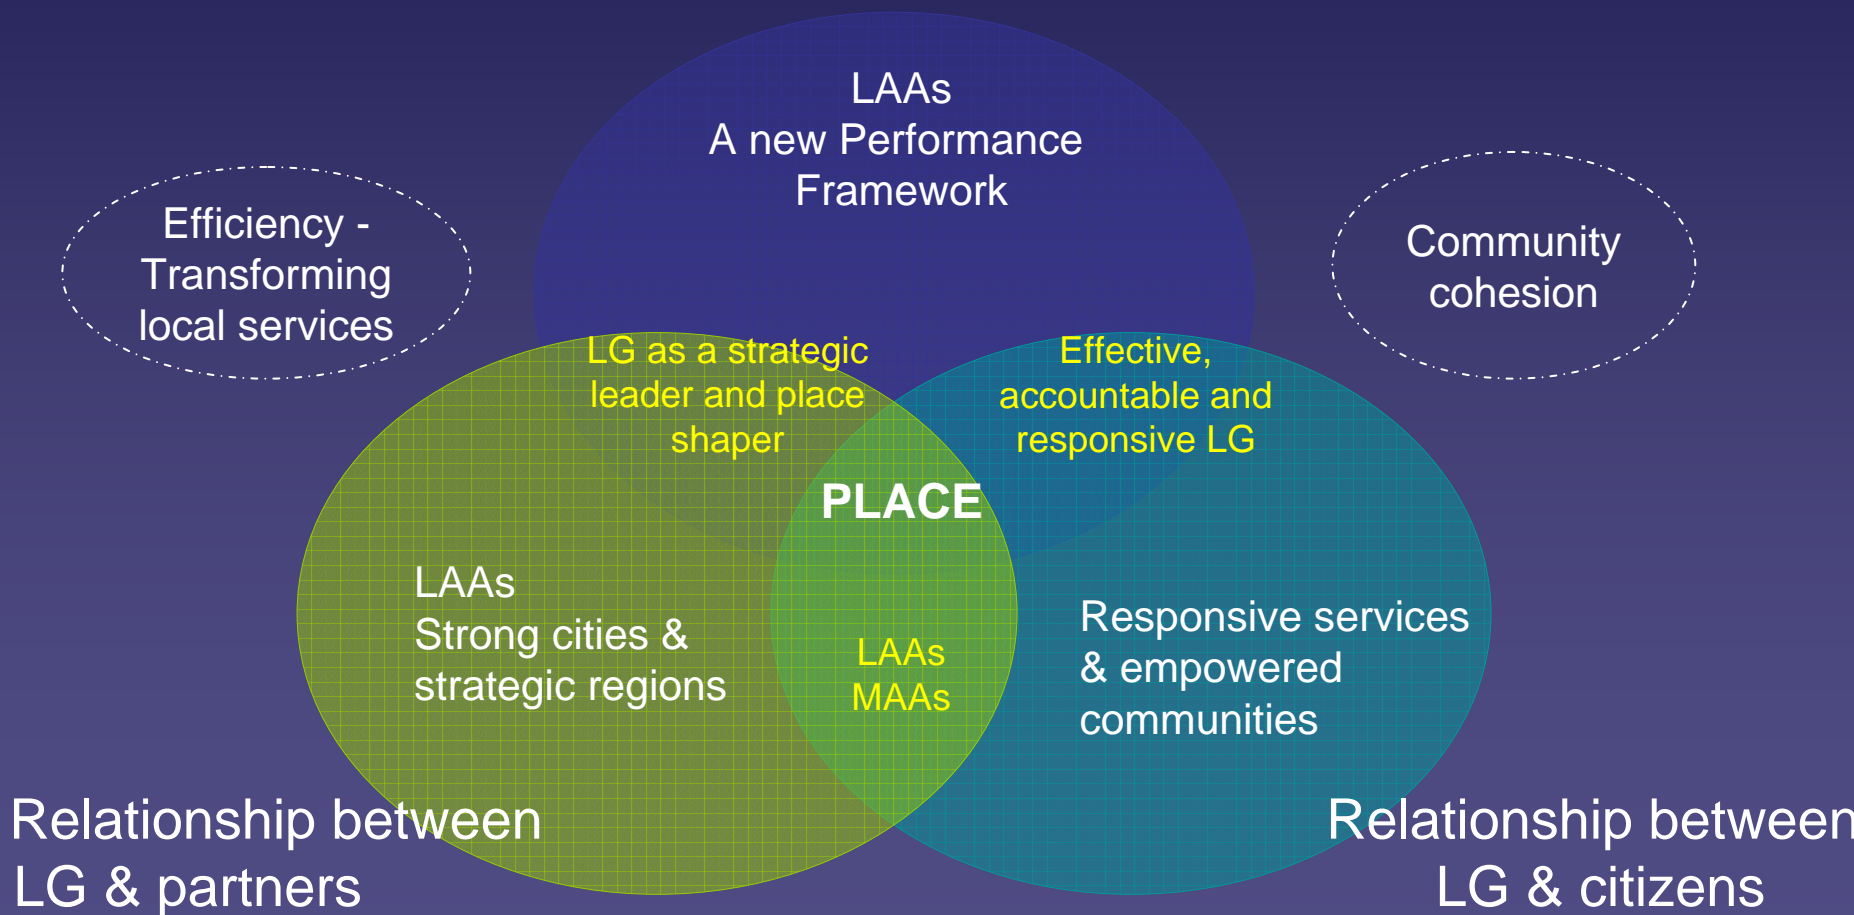 LAAs
A new Performance
Framework
Efficiency -
Transforming
local services
Community
cohesion
LG as a strategic
leader and place
shaper
Effective,
accountable and
responsive LG
PLACE
LAAs
Strong cities &
strategic regions
LAAs
MAAs
Responsive services
& empowered
communities
Relationship between
LG & partners
Relationship between
LG & citizens